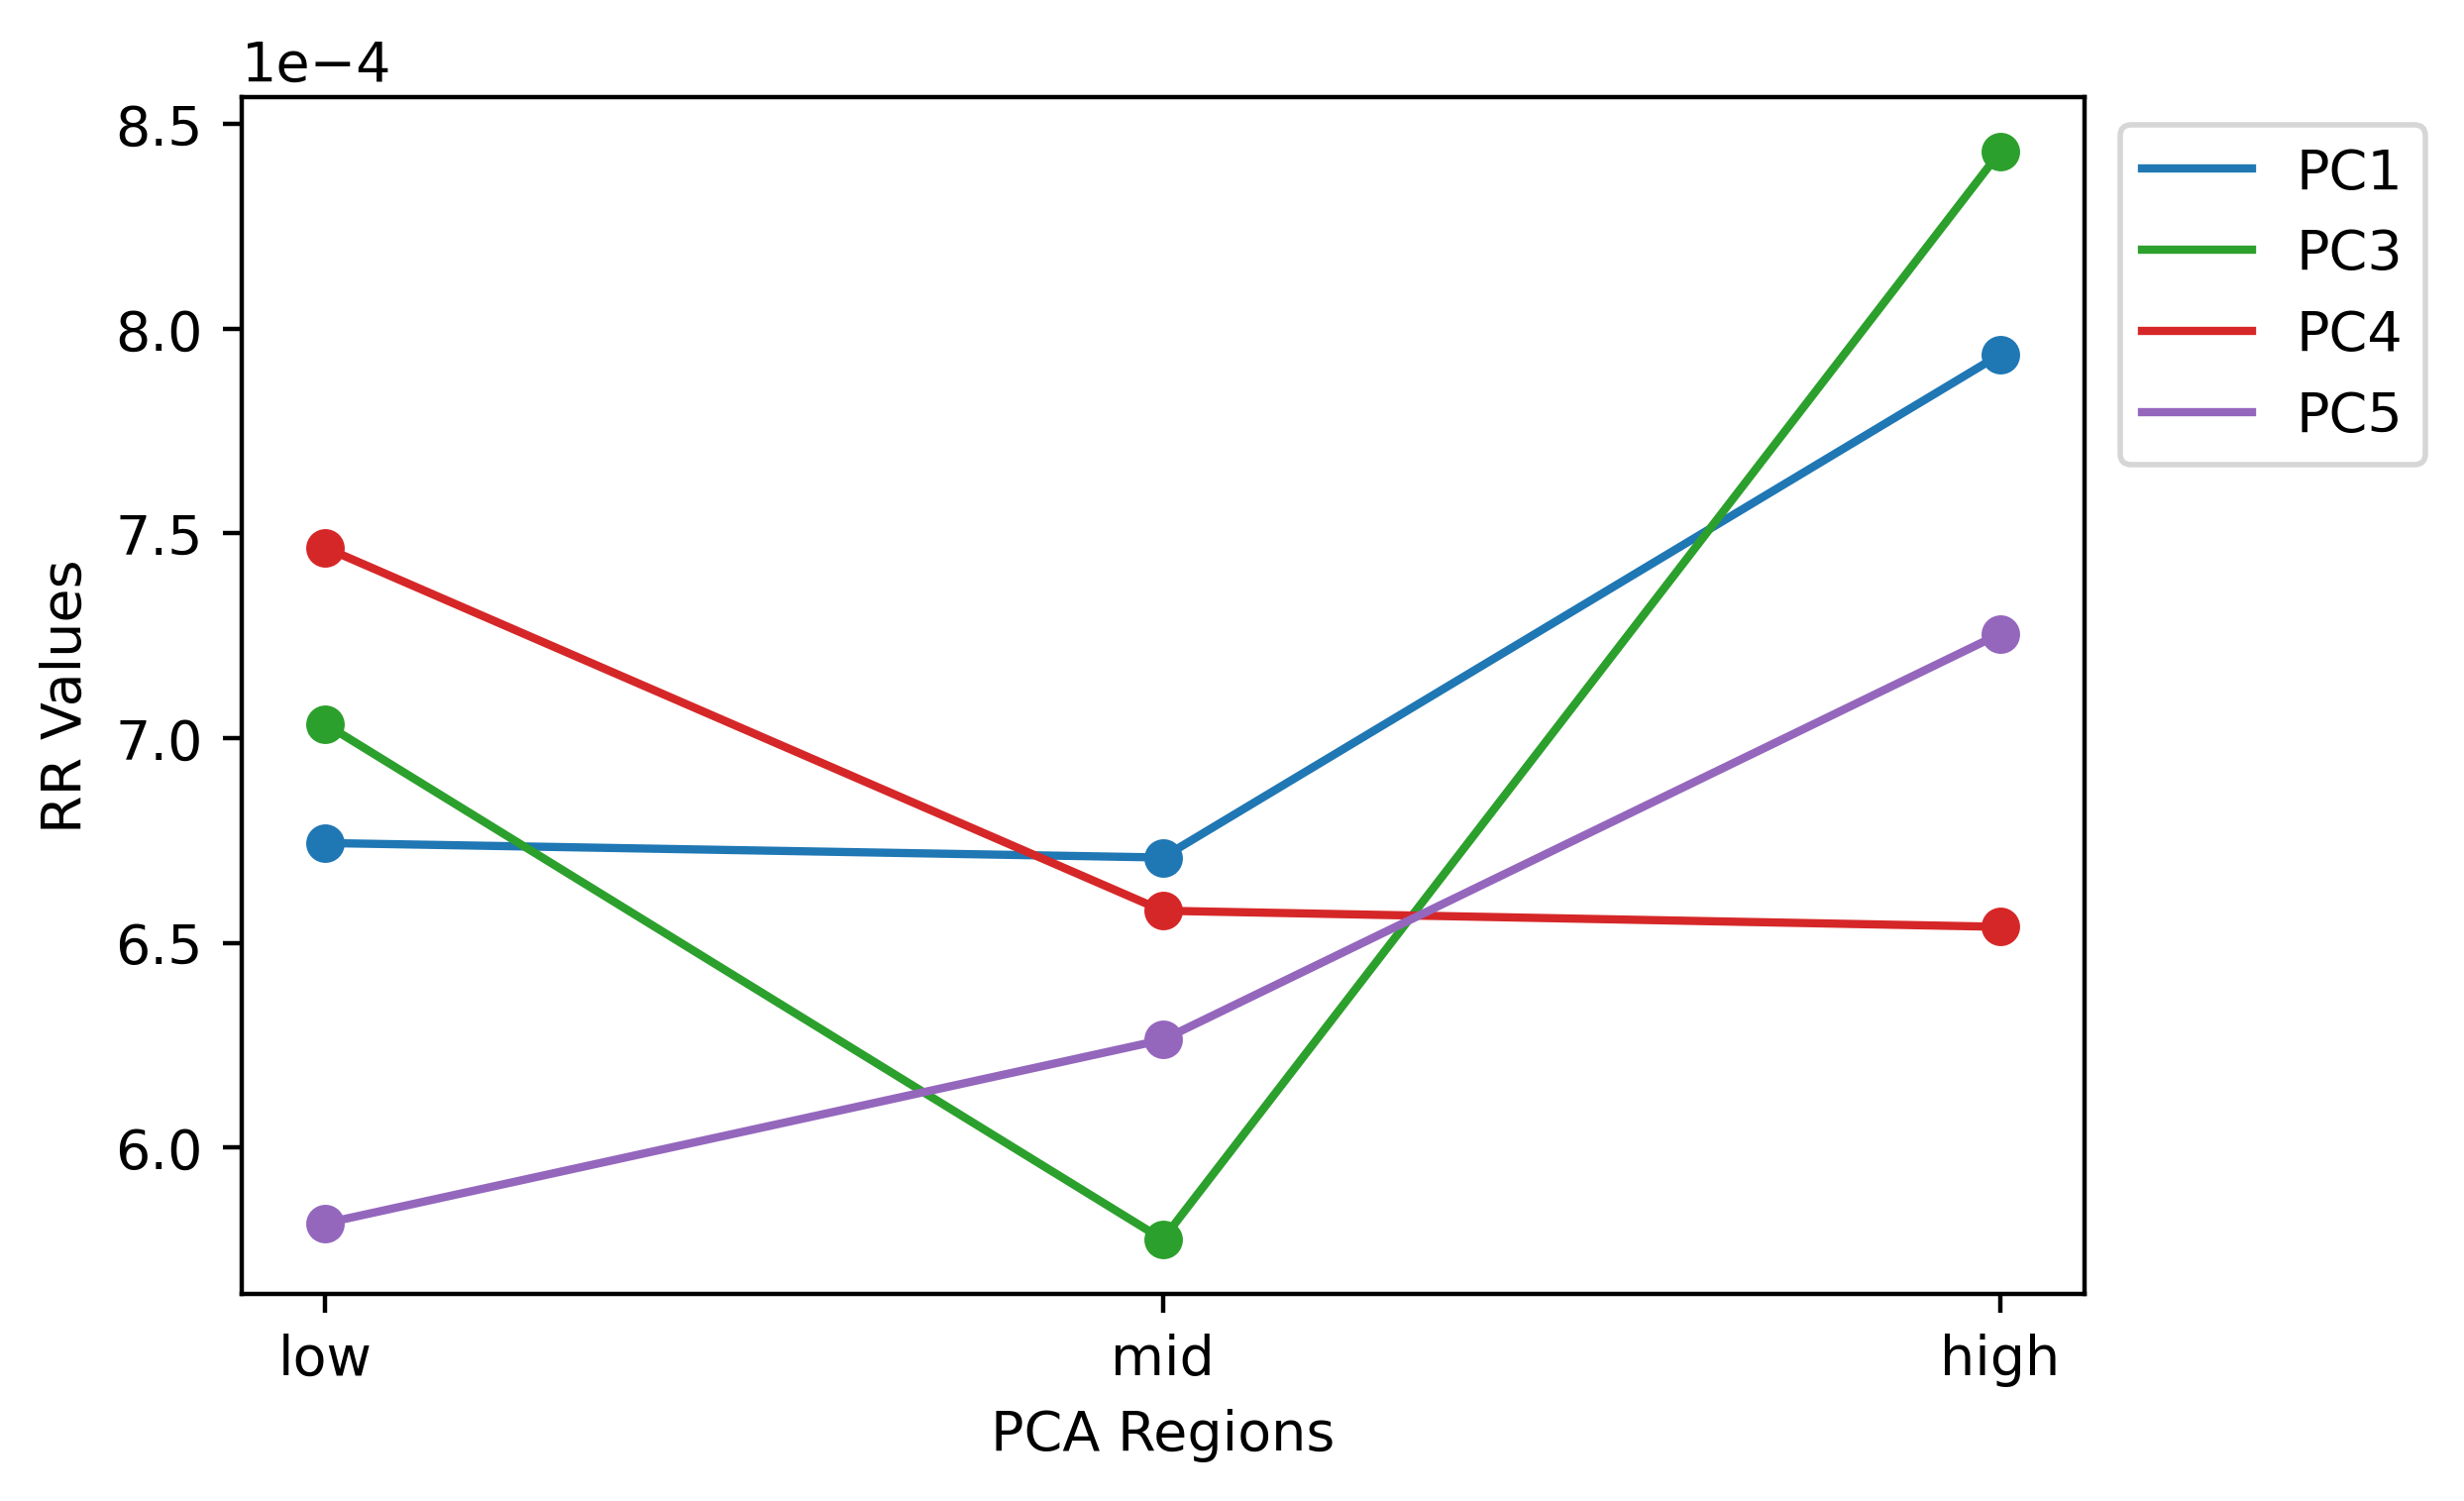 1e−4
8.5
8.0
7.5
7.0
6.5
6.0
RR Values
low
mid
high
PCA Regions
PC1
PC3
PC4
PC5